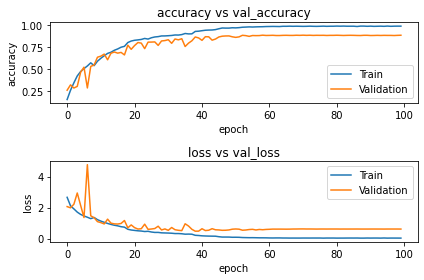 accuracy vs val_accuracy
1.00
0.75
0.50
0.25
accuracy
0 20 40 60 80 100
epoch
Train
Validation
loss vs val_loss
4
2
0
loss
0 20 40 60 80 100
epoch
Train
Validation